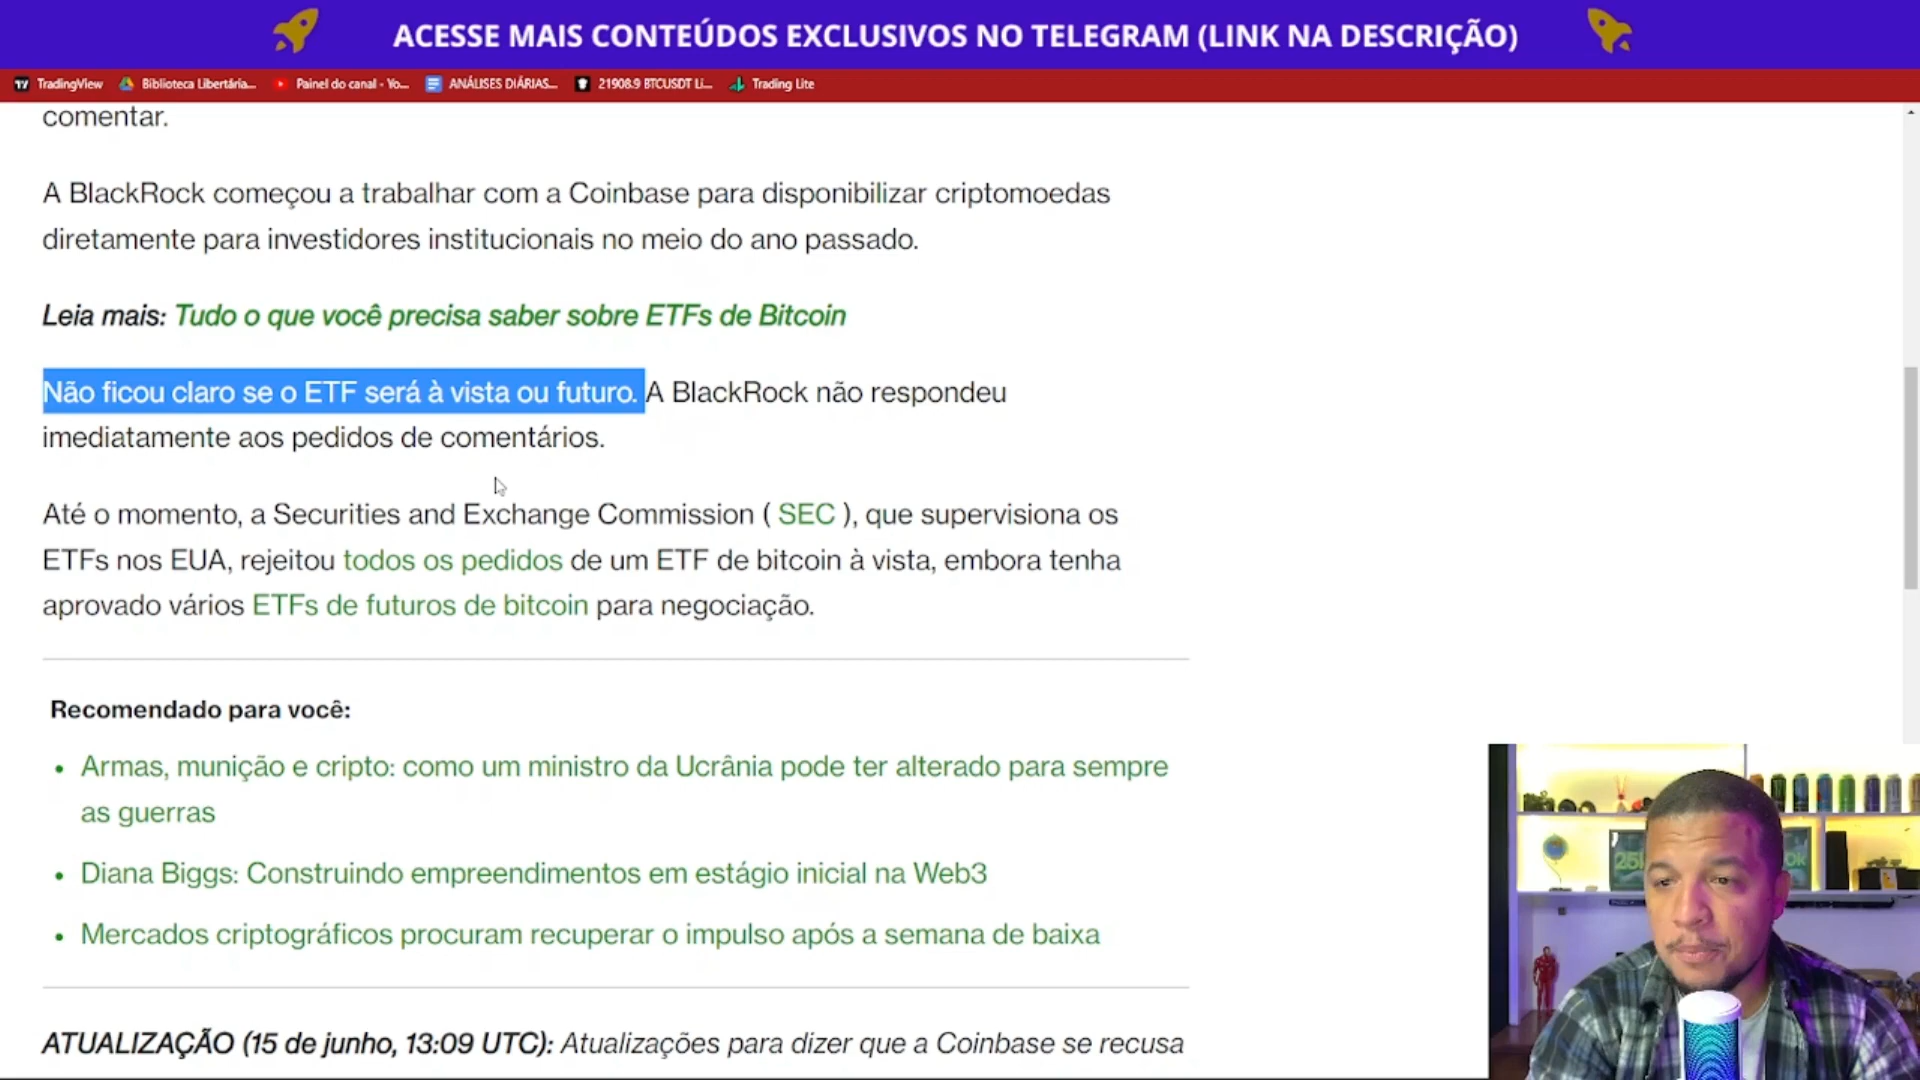 ACESSE MAIS CONTEÚDOS EXCLUSIVOS NO TELEGRAM (LINK NA DESCRIÇÃO)
TradingView Biblioteca Libertária... Painel do canal - Yo... ANÁLISES DIÁRIAS... 21908.9 BTCUSDT Li... Trading Lite
comentar.
A BlackRock começou a trabalhar com a Coinbase para disponibilizar criptomoedas
diretamente para investidores institucionais no meio do ano passado.
Leia mais: Tudo o que você precisa saber sobre ETFs de Bitcoin
Não ficou claro se o ETF será à vista ou futuro. A BlackRock não respondeu
imediatamente aos pedidos de comentários.
Até o momento, a Securities and Exchange Commission ( SEC ), que supervisiona os
ETFs nos EUA, rejeitou todos os pedidos de um ETF de bitcoin à vista, embora tenha
aprovado vários ETFs de futuros de bitcoin para negociação.
Recomendado para você:
• Armas, munição e cripto: como um ministro da Ucrânia pode ter alterado para sempre
as guerras
• Diana Biggs: Construindo empreendimentos em estágio inicial na Web3
• Mercados criptográficos procuram recuperar o impulso após a semana de baixa
ATUALIZAÇÃO (15 de junho, 13:09 UTC): Atualizações para dizer que a Coinbase se recusa